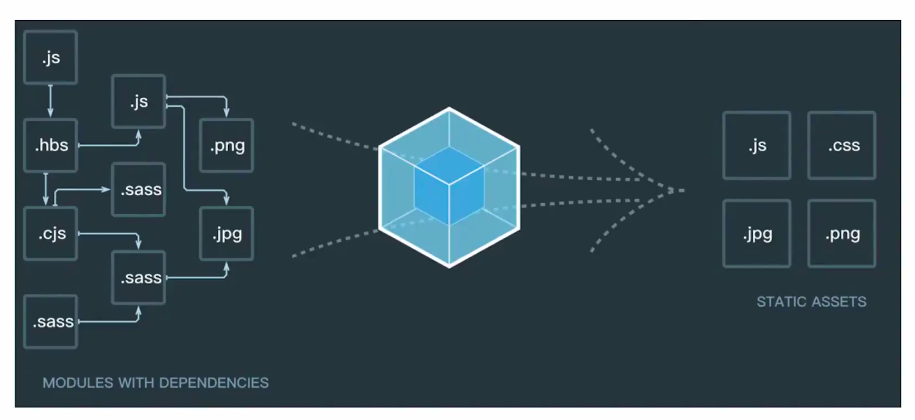 .js
.js
.hbs
.png
.sass
.cjs
.jpg
.sass
.sass
MODULES WITH DEPENDENCIES
.js
.css
.jpg
.png
STATIC ASSETS